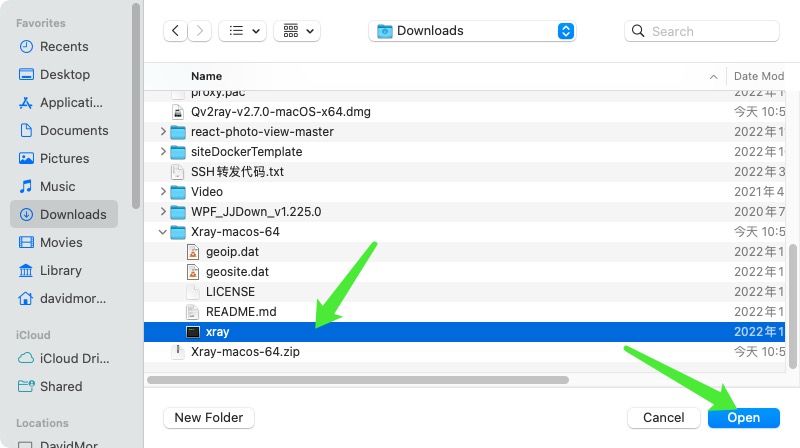 Favorites
Recents
Desktop
Applicati...
Documents
Pictures
Music
Downloads
Movies
Library
davidmor...
iCloud
iCloud Dri...
Shared
Locations
DavidMor
Downloads
Search
Name
Date Mod
proxy.pac
2022年1
Qv2ray-v2.7.0-macOS-x64.dmg
今天 10:5
react-photo-view-master
2022年1
siteDockerTemplate
2022年1
SSH转发代码.txt
2022年3
Video
2021年4
WPF_JJDown_v1.225.0
2020年7
Xray-macos-64
今天 10:5
geoip.dat
2022年1
geosite.dat
2022年1
LICENSE
2022年1
README.md
2022年1
xray
2022年1
Xray-macos-64.zip
今天 10:5
New Folder
Cancel
Open